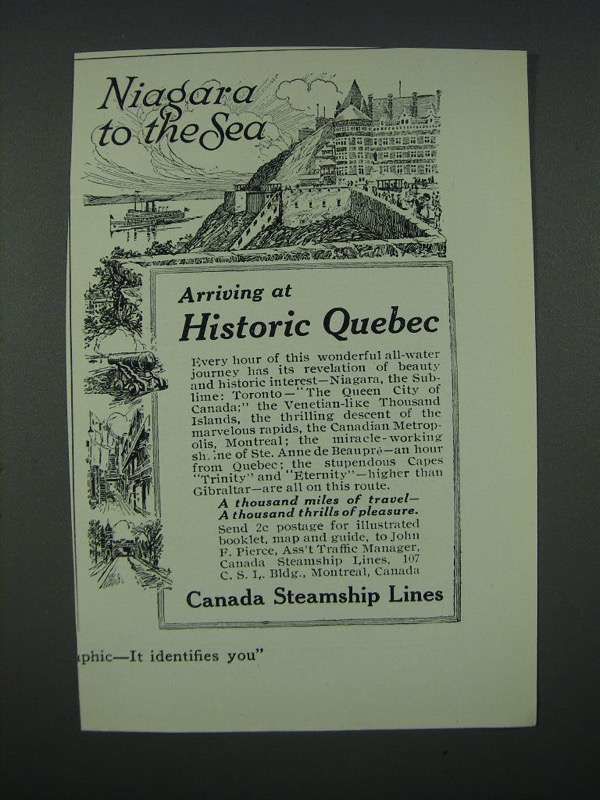 Niagara
to the Sea
Arriving at
Historic Quebec
Every hour of this wonderful all-water
journey has its revelation of beauty
and historic interest—Niagara, the Sub-
lime: Toronto—"The Queen City of
Canada;" the Venetian-like Thousand
Islands, the thrilling descent of the
marvelous rapids, the Canadian Metrop-
olis, Montreal; the miracle-working
shrine of Ste. Anne de Beaupré—an hour
from Quebec; the stupendous Capes
"Trinity" and "Eternity"—higher than
Gibraltar—are all on this route.
A thousand miles of travel—
A thousand thrills of pleasure.
Send 2c postage for illustrated
booklet, map and guide, to John
F. Pierce, Ass't Traffic Manager,
Canada Steamship Lines, 107
C. S. L. Bldg., Montreal, Canada
Canada Steamship Lines
aphic—It identifies you"